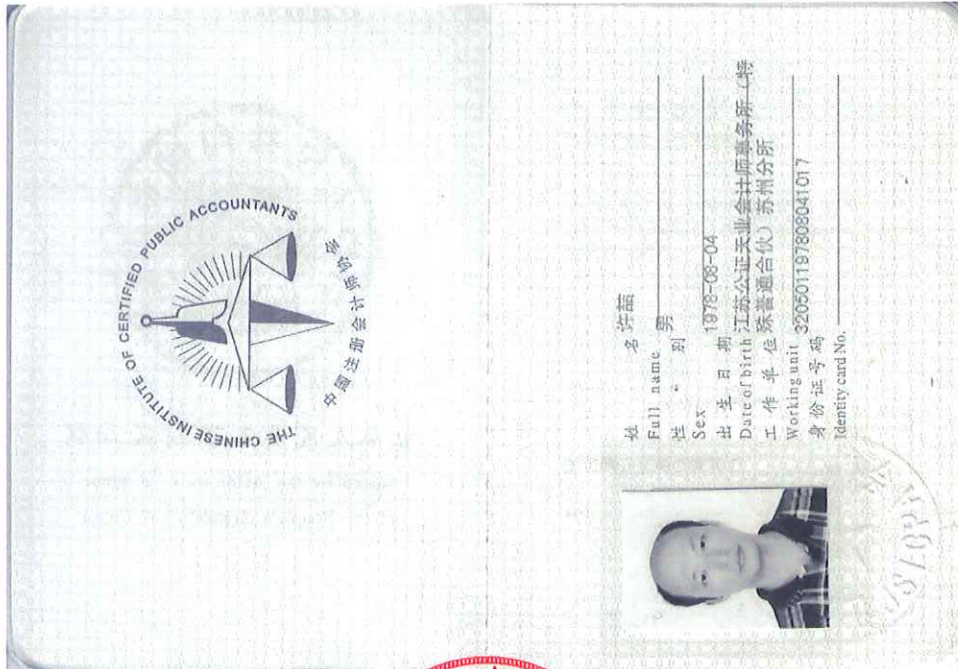 THE CHINESE INSTITUTE OF CERTIFIED PUBLIC ACCOUNTANTS
中国注册会计师协会
姓 名 许喆
Full name
性 别 男
Sex
出生日期 1978-08-04
Date of birth
工作单位 江苏公证天业会计师事务所（特殊普通合伙）苏州分所
Working unit
身份证号码 320501197808041017
Identity card No.